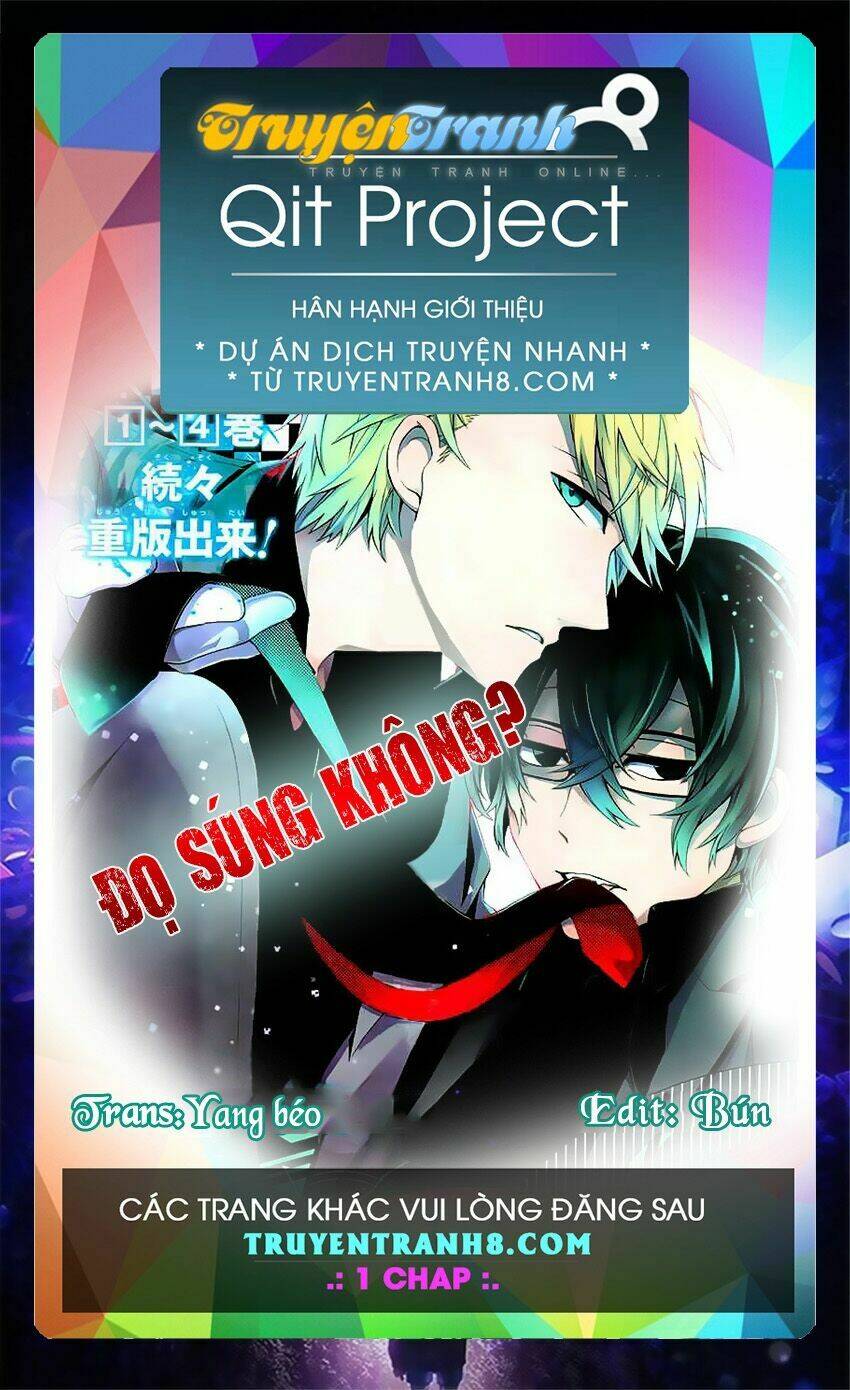 TruyệnTranh
TRUYỆN TRANH ONLINE...
Qit Project
HÂN HẠNH GIỚI THIỆU
* DỰ ÁN DỊCH TRUYỆN NHANH *
* TỪ TRUYENTRANH8.COM *
1~4巻
続々
重版出来!
ĐỌ SÚNG KHÔNG?
Trans: Yang béo
Edit: Bún
CÁC TRANG KHÁC VUI LÒNG ĐĂNG SAU
TRUYENTRANH8.COM
.: 1 CHAP :.